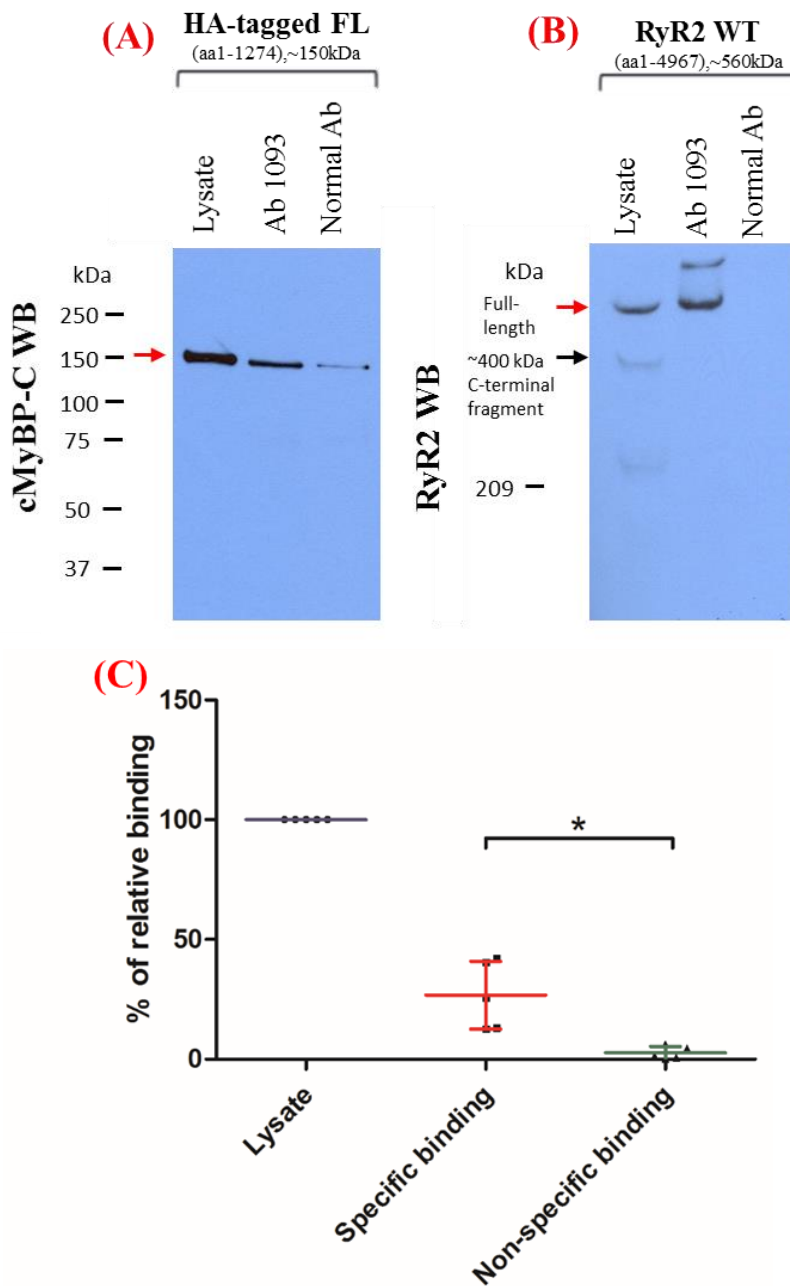 (A)
HA-tagged FL
(aa1-1274),~150kDa
Lysate
Ab 1093
Normal Ab
kDa
250
150
100
75
50
37
cMyBP-C WB
(B)
RyR2 WT
(aa1-4967),~560kDa
Lysate
Ab 1093
Normal Ab
kDa
Full-
length
~400 kDa
C-terminal
fragment
209
RyR2 WB
(C)
150
100
50
0
% of relative binding
*
Lysate
Specific binding
Non-specific binding